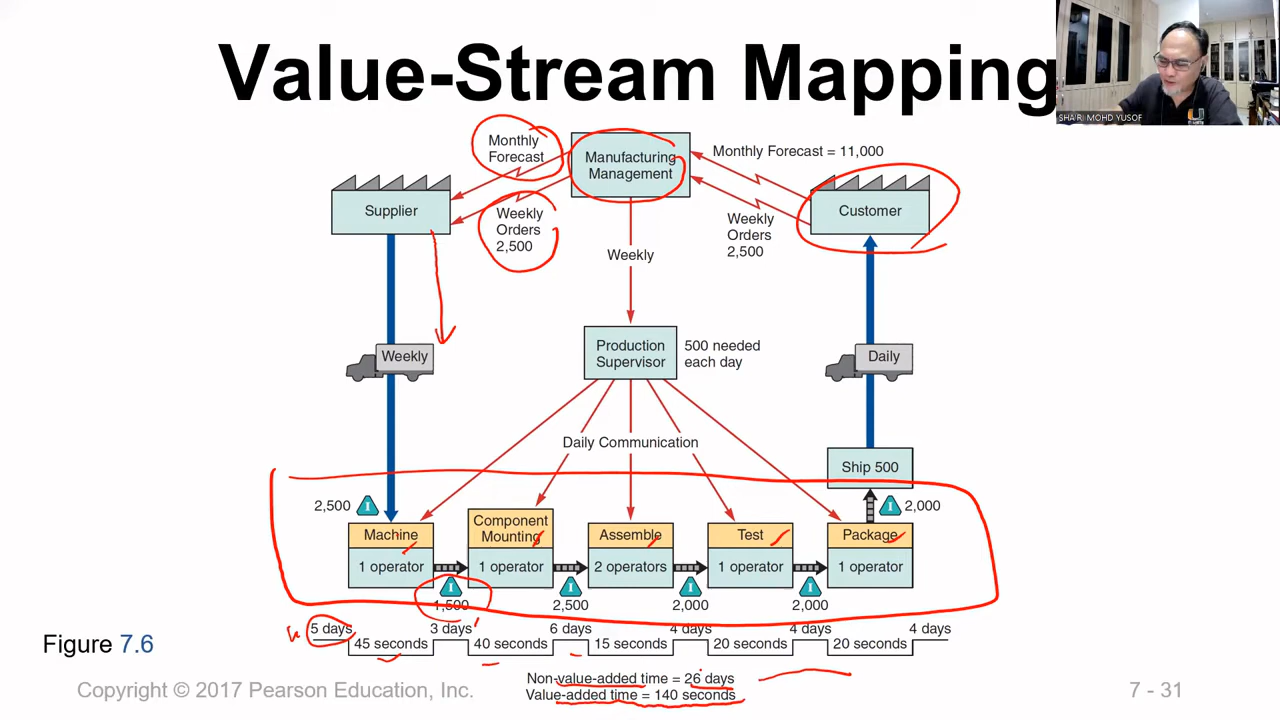 Value-Stream Mapping
SHA'RI MOHD YUSOF
Monthly
Forecast
Manufacturing
Management
Monthly Forecast = 11,000
Supplier
Weekly
Orders
2,500
Weekly
Orders
2,500
Customer
Weekly
Weekly
Production
Supervisor
500 needed
each day
Daily
Daily Communication
Ship 500
2,500
I
I
2,000
Machine
Component
Mounting
Assemble
Test
Package
1 operator
1 operator
2 operators
1 operator
1 operator
I
I
I
I
1,500
2,500
2,000
2,000
5 days
3 days
6 days
4 days
4 days
4 days
45 seconds
40 seconds
15 seconds
20 seconds
20 seconds
Figure 7.6
Non-value-added time = 26 days
Value-added time = 140 seconds
Copyright © 2017 Pearson Education, Inc.
7 - 31